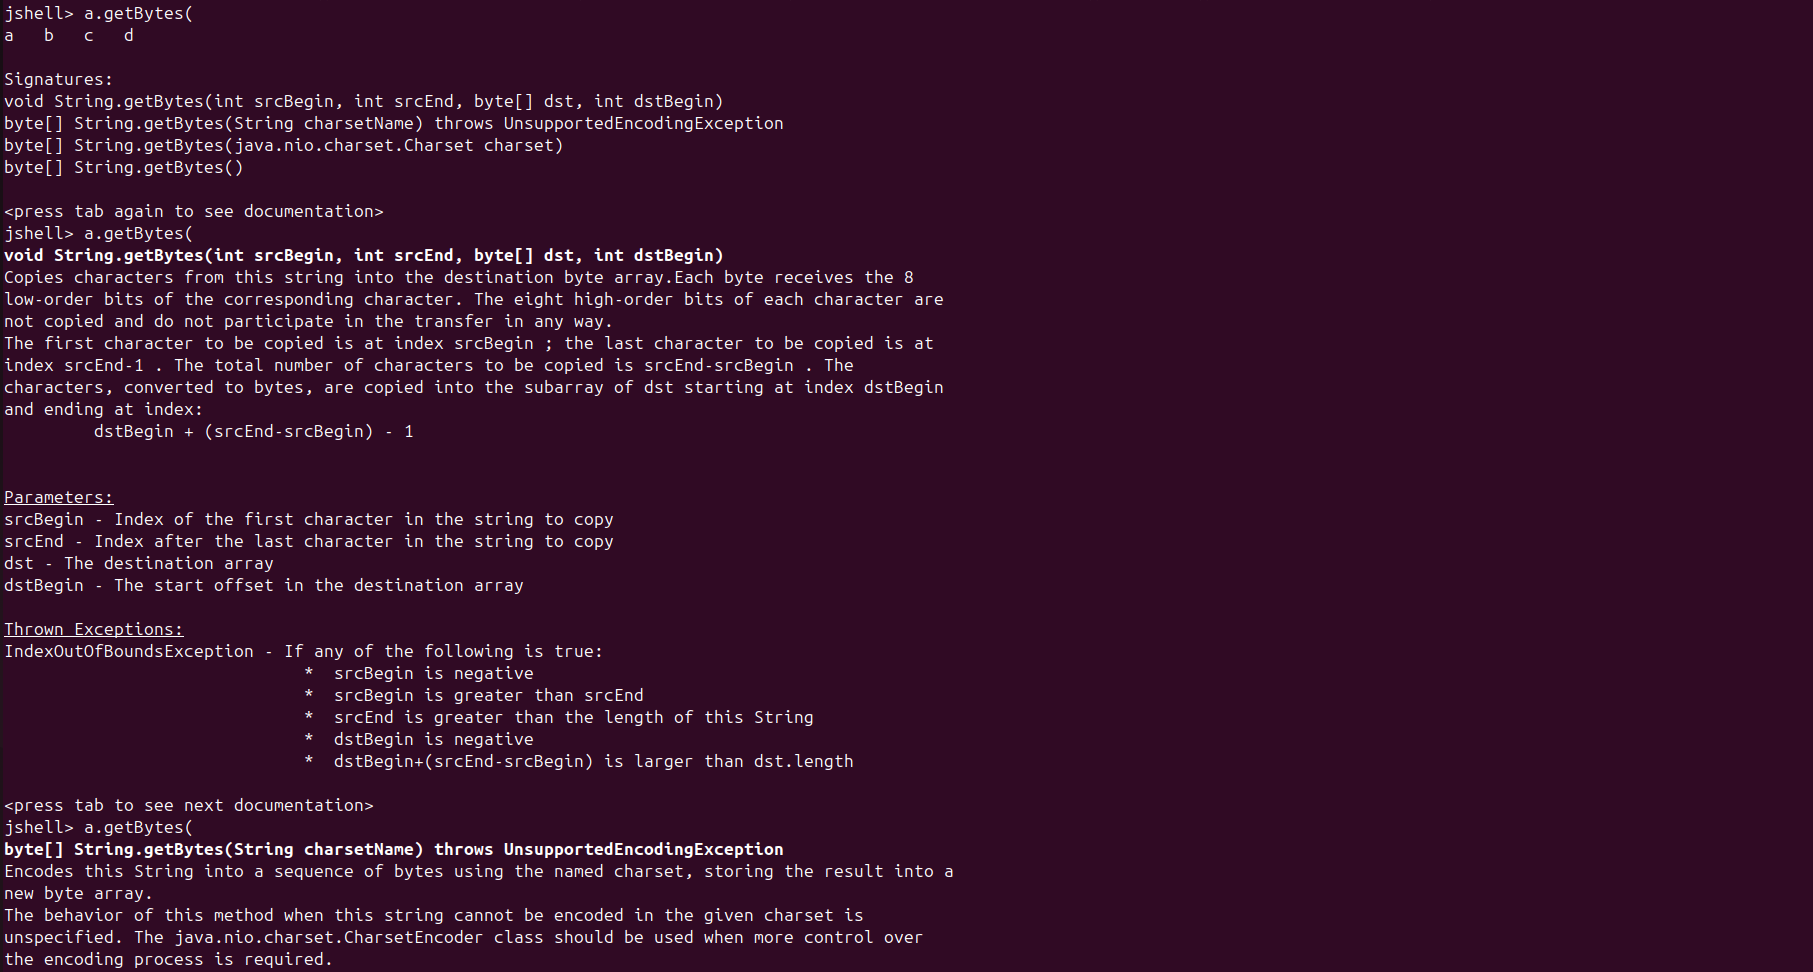 jshell> a.getBytes(
a   b   c   d
Signatures:
void String.getBytes(int srcBegin, int srcEnd, byte[] dst, int dstBegin)
byte[] String.getBytes(String charsetName) throws UnsupportedEncodingException
byte[] String.getBytes(java.nio.charset.Charset charset)
byte[] String.getBytes()
<press tab again to see documentation>
jshell> a.getBytes(
void String.getBytes(int srcBegin, int srcEnd, byte[] dst, int dstBegin)
Copies characters from this string into the destination byte array.Each byte receives the 8
low-order bits of the corresponding character. The eight high-order bits of each character are
not copied and do not participate in the transfer in any way.
The first character to be copied is at index srcBegin ; the last character to be copied is at
index srcEnd-1 . The total number of characters to be copied is srcEnd-srcBegin . The
characters, converted to bytes, are copied into the subarray of dst starting at index dstBegin
and ending at index:
         dstBegin + (srcEnd-srcBegin) - 1
Parameters:
srcBegin - Index of the first character in the string to copy
srcEnd - Index after the last character in the string to copy
dst - The destination array
dstBegin - The start offset in the destination array
Thrown Exceptions:
IndexOutOfBoundsException - If any of the following is true:
                              *  srcBegin is negative
                              *  srcBegin is greater than srcEnd
                              *  srcEnd is greater than the length of this String
                              *  dstBegin is negative
                              *  dstBegin+(srcEnd-srcBegin) is larger than dst.length
<press tab to see next documentation>
jshell> a.getBytes(
byte[] String.getBytes(String charsetName) throws UnsupportedEncodingException
Encodes this String into a sequence of bytes using the named charset, storing the result into a
new byte array.
The behavior of this method when this string cannot be encoded in the given charset is
unspecified. The java.nio.charset.CharsetEncoder class should be used when more control over
the encoding process is required.